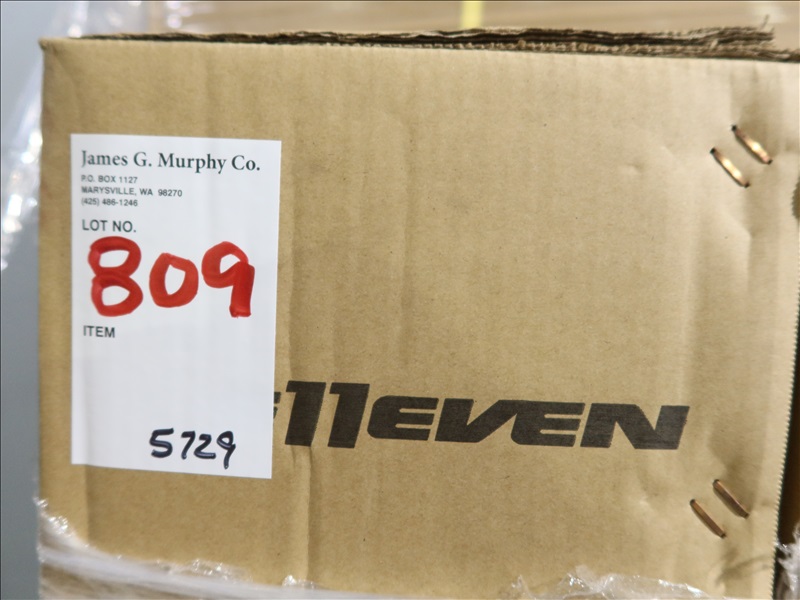 James G. Murphy Co.
P.O. BOX 1127
MARYSVILLE, WA 98270
(425) 486-1246
LOT NO.
809
ITEM
5729
11EVEN